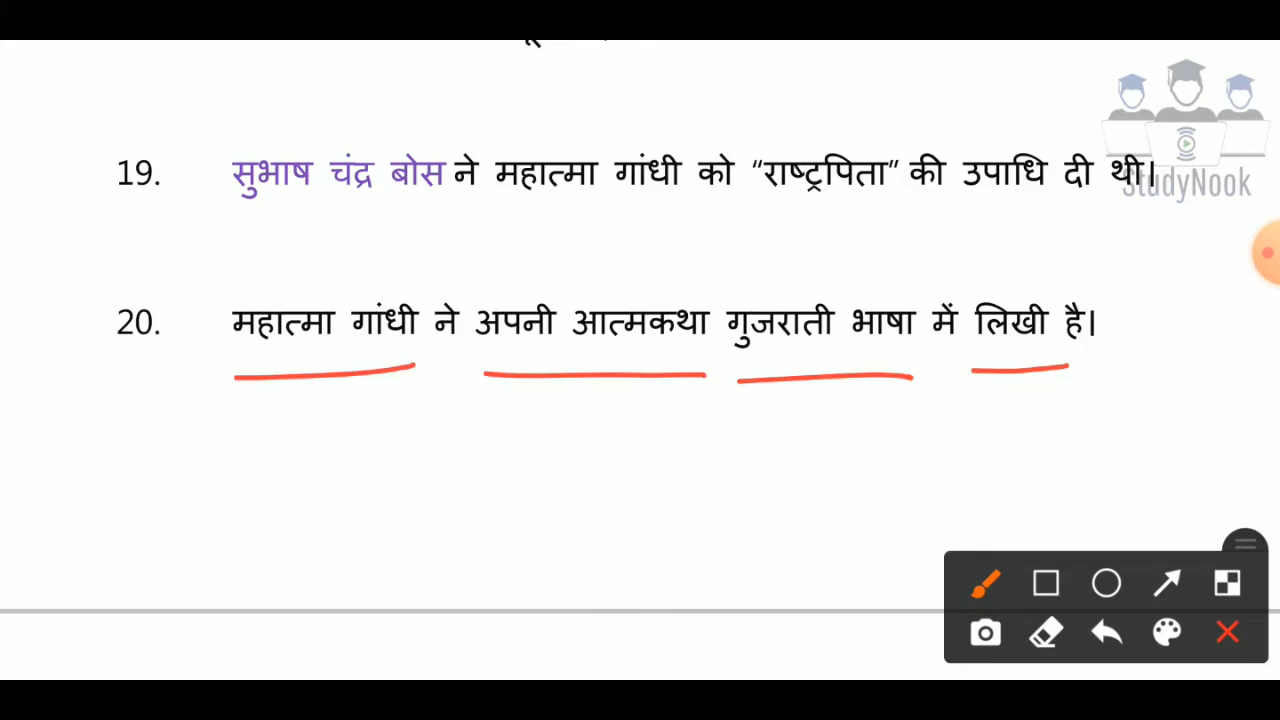 19. सुभाष चंद्र बोस ने महात्मा गांधी को “राष्ट्रपिता” की उपाधि दी थी।
StudyNook
20. महात्मा गांधी ने अपनी आत्मकथा गुजराती भाषा में लिखी है।